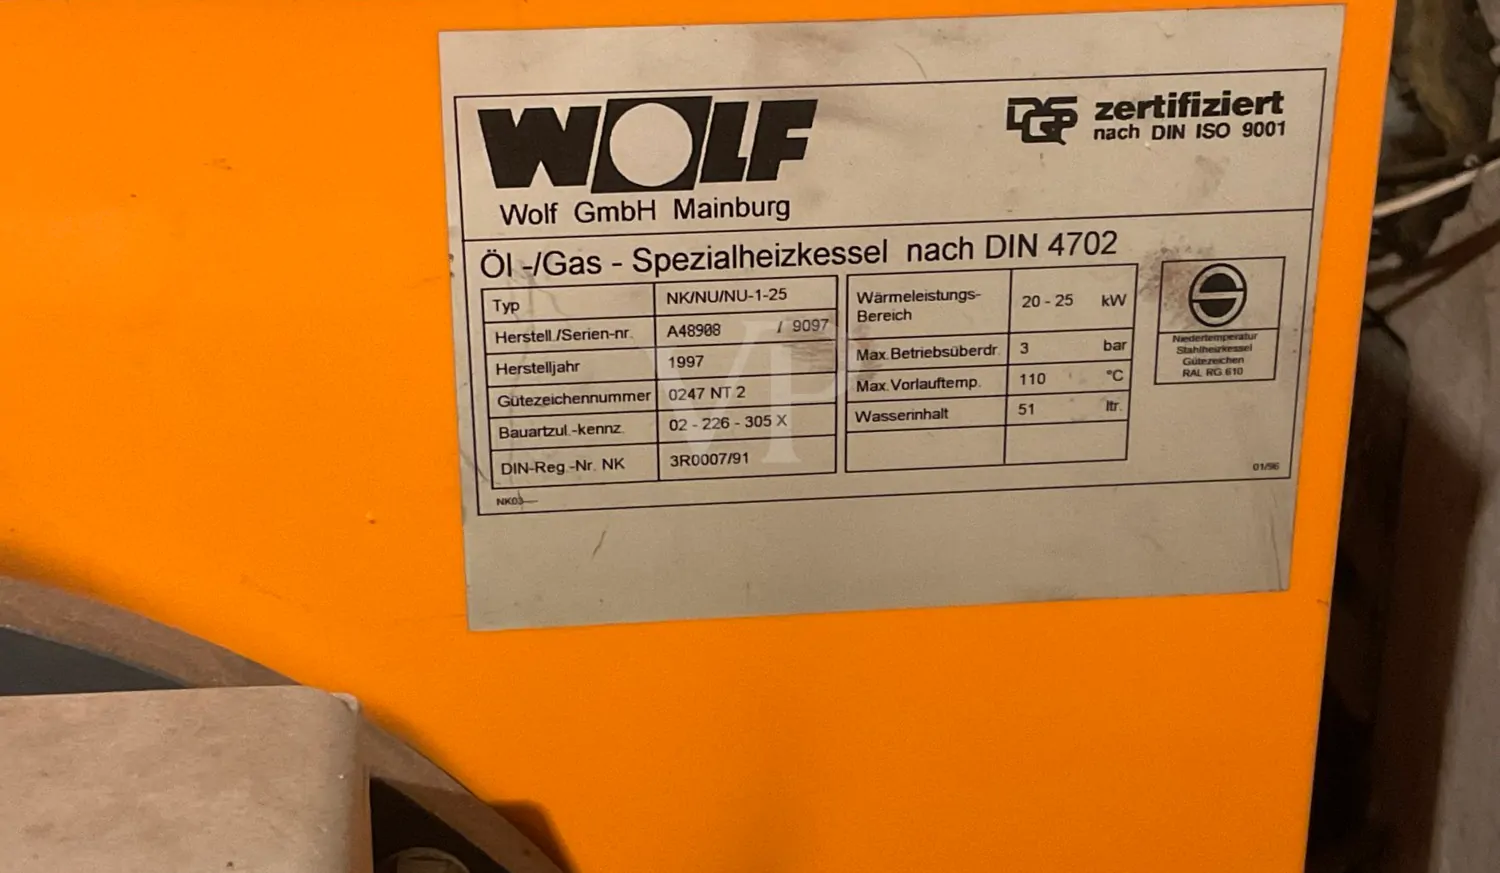 WOLF
Wolf GmbH Mainburg
DQS zertifiziert
nach DIN ISO 9001
Öl -/Gas - Spezialheizkessel nach DIN 4702
Typ NK/NU/NU-1-25
Herstell./Serien-nr. A48908 / 9097
Herstelljahr 1997
Gütezeichennummer 0247 NT 2
Bauartzul.-kennz. 02 - 226 - 305 X
DIN-Reg.-Nr. NK 3R0007/91
NK03
Wärmeleistungs-
Bereich 20 - 25 kW
Max.Betriebsüberdr. 3 bar
Max.Vorlauftemp. 110 °C
Wasserinhalt 51 ltr.
Niedertemperatur
Stahlheizkessel
Gütezeichen
RAL RG 610
01/96
VP